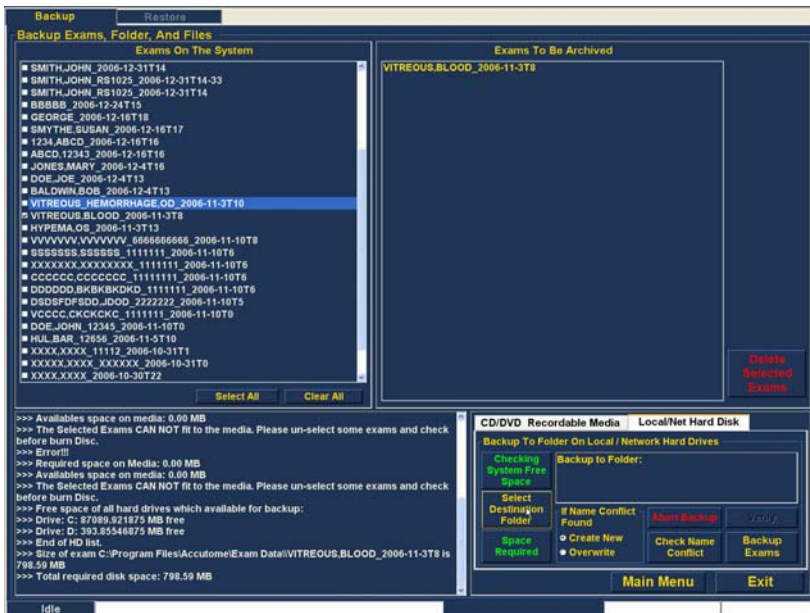 Backup
Restore
Backup Exams, Folder, And Files
Exams On The System
SMITH,JOHN_2006-12-31T14
SMITH,JOHN_RS1025_2006-12-31T14-33
SMITH,JOHN_RS1025_2006-12-31T14
BBBBB_2006-12-24T15
GEORGE_2006-12-16T18
SMYTHE,SUSAN_2006-12-16T17
1234,ABCD_2006-12-16T16
ABCD,12343_2006-12-16T16
JONES,MARY_2006-12-4T16
DOE,JOE_2006-12-4T13
BALDWIN,BOB_2006-12-4T13
VITREOUS_HEMORRHAGE,OD_2006-11-3T10
VITREOUS,BLOOD_2006-11-3T8
HYPEMA,OS_2006-11-3T13
VVVVVVV,VVVVVVV_6666666666_2006-11-10T8
SSSSSSS,SSSSSS_1111111_2006-11-10T6
XXXXXXX,XXXXXXXX_1111111_2006-11-10T6
CCCCCC,CCCCCCC_11111111_2006-11-10T6
DDDDDD,BKBKBKDKD_1111111_2006-11-10T6
DSDSFDFSDD,JDOD_2222222_2006-11-10T5
VCCCC,CKCKCKC_1111111_2006-11-10T0
DOE,JOHN_12345_2006-11-10T0
HUL,BAR_12656_2006-11-5T10
XXXX,XXXX_11112_2006-10-31T1
XXXXX,XXXX_XXXXXX_2006-10-31T0
XXXX,XXXX_2006-10-30T22
Select All
Clear All
Exams To Be Archived
VITREOUS,BLOOD_2006-11-3T8
Delete
Selected
Exams
>>> Availables space on media: 0.00 MB
>>> The Selected Exams CAN NOT fit to the media. Please un-select some exams and check
before burn Disc.
>>> Error!!!
>>> Required space on Media: 0.00 MB
>>> Availables space on media: 0.00 MB
>>> The Selected Exams CAN NOT fit to the media. Please un-select some exams and check
before burn Disc.
>>> Free space of all hard drives which available for backup:
>>> Drive: C: 87089.921875 MB free
>>> Drive: D: 393.85546875 MB free
>>> End of HD list.
>>> Size of exam C:\Program Files\Accutome\Exam Data\\VITREOUS,BLOOD_2006-11-3T8 is
798.59 MB
>>> Total required disk space: 798.59 MB
CD/DVD Recordable Media
Local/Net Hard Disk
Backup To Folder On Local / Network Hard Drives
Checking
System Free
Space
Backup to Folder:
Select
Destination
Folder
If Name Conflict
Found
Create New
Overwrite
Abort Backup
Verify
Space
Required
Check Name
Conflict
Backup
Exams
Main Menu
Exit
Idle